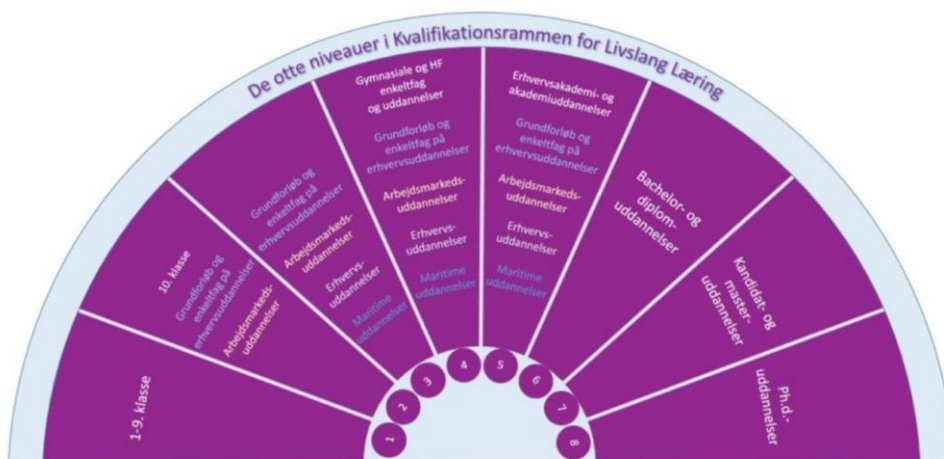 De otte niveauer i Kvalifikationsrammen for Livslang Læring
1-9. klasse
10. klasse
Grundforløb og
enkeltfag på
erhvervsuddannelser
Arbejdsmarkeds-
uddannelser
Grundforløb og
enkeltfag på
erhvervsuddannelser
Arbejdsmarkeds-
uddannelser
Erhvervs-
uddannelser
Maritime
uddannelser
Gymnasiale og HF
enkeltfag
og uddannelser
Grundforløb og
enkeltfag på
erhvervsuddannelser
Arbejdsmarkeds-
uddannelser
Erhvervs-
uddannelser
Maritime
uddannelser
Erhvervsakademi- og
akademiuddannelser
Grundforløb og
enkeltfag på
erhvervsuddannelser
Arbejdsmarkeds-
uddannelser
Erhvervs-
uddannelser
Maritime
uddannelser
Bachelor- og
diplom-
uddannelser
Kandidat- og
master-
uddannelser
Ph.d.-
uddannelser
1
2
3
4
5
6
7
8